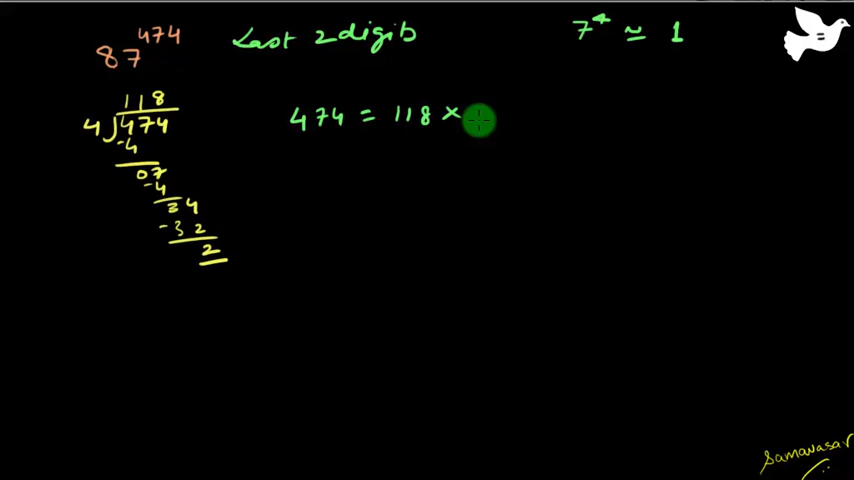 87^474 Last 2 digits 7^4 ≃ 1
118
4)474
-4
07
-4
34
-32
2
474 = 118 ×
Samavasar